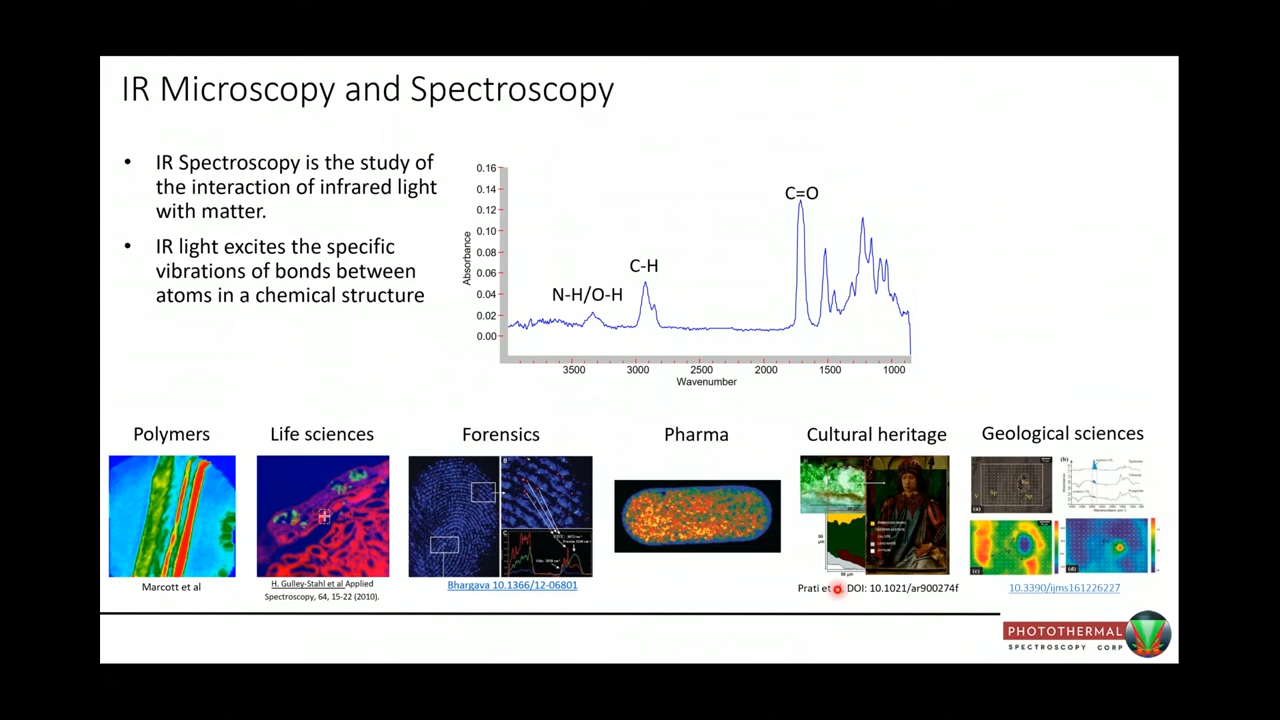 IR Microscopy and Spectroscopy
• IR Spectroscopy is the study of
the interaction of infrared light
with matter.
• IR light excites the specific
vibrations of bonds between
atoms in a chemical structure
0.16
0.14
0.12
0.10
0.08
0.06
0.04
0.02
0.00
Absorbance
N-H/O-H
C-H
C=O
3500 3000 2500 2000 1500 1000
Wavenumber
Polymers
Life sciences
Forensics
Pharma
Cultural heritage
Geological sciences
Marcott et al
H. Gulley-Stahl et al Applied
Spectroscopy, 64, 15-22 (2010).
Bhargava 10.1366/12-06801
Prati et DOI: 10.1021/ar900274f
10.3390/ijms161226227
(a)
(b)
(c)
(d)
PHOTOTHERMAL
SPECTROSCOPY CORP